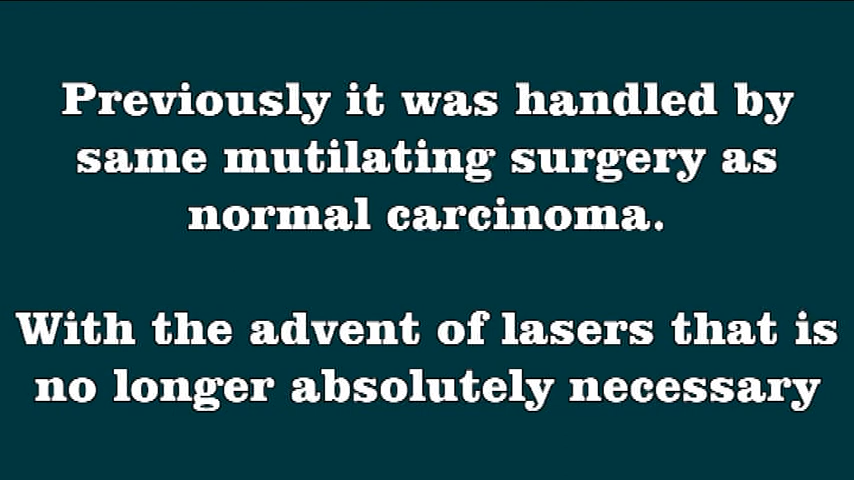 Previously it was handled by
same mutilating surgery as
normal carcinoma.
With the advent of lasers that is
no longer absolutely necessary